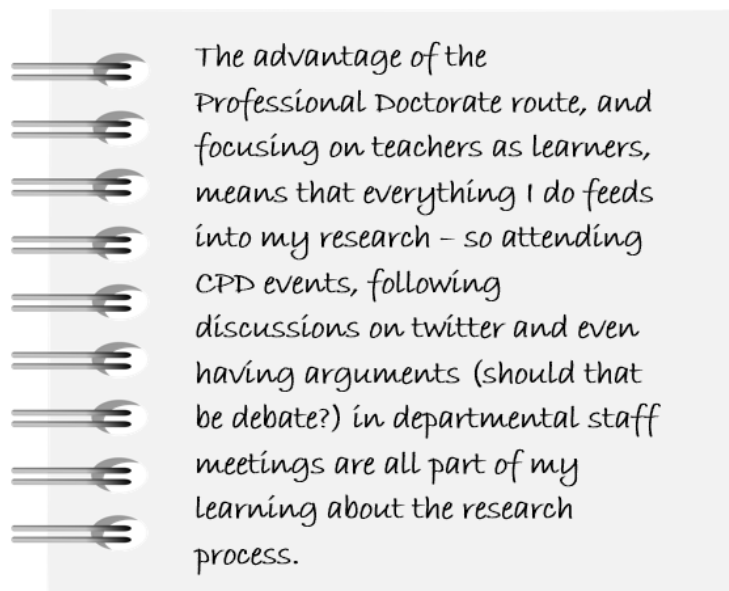 The advantage of the
Professional Doctorate route, and
focusing on teachers as learners,
means that everything I do feeds
into my research – so attending
CPD events, following
discussions on twitter and even
having arguments (should that
be debate?) in departmental staff
meetings are all part of my
learning about the research
process.